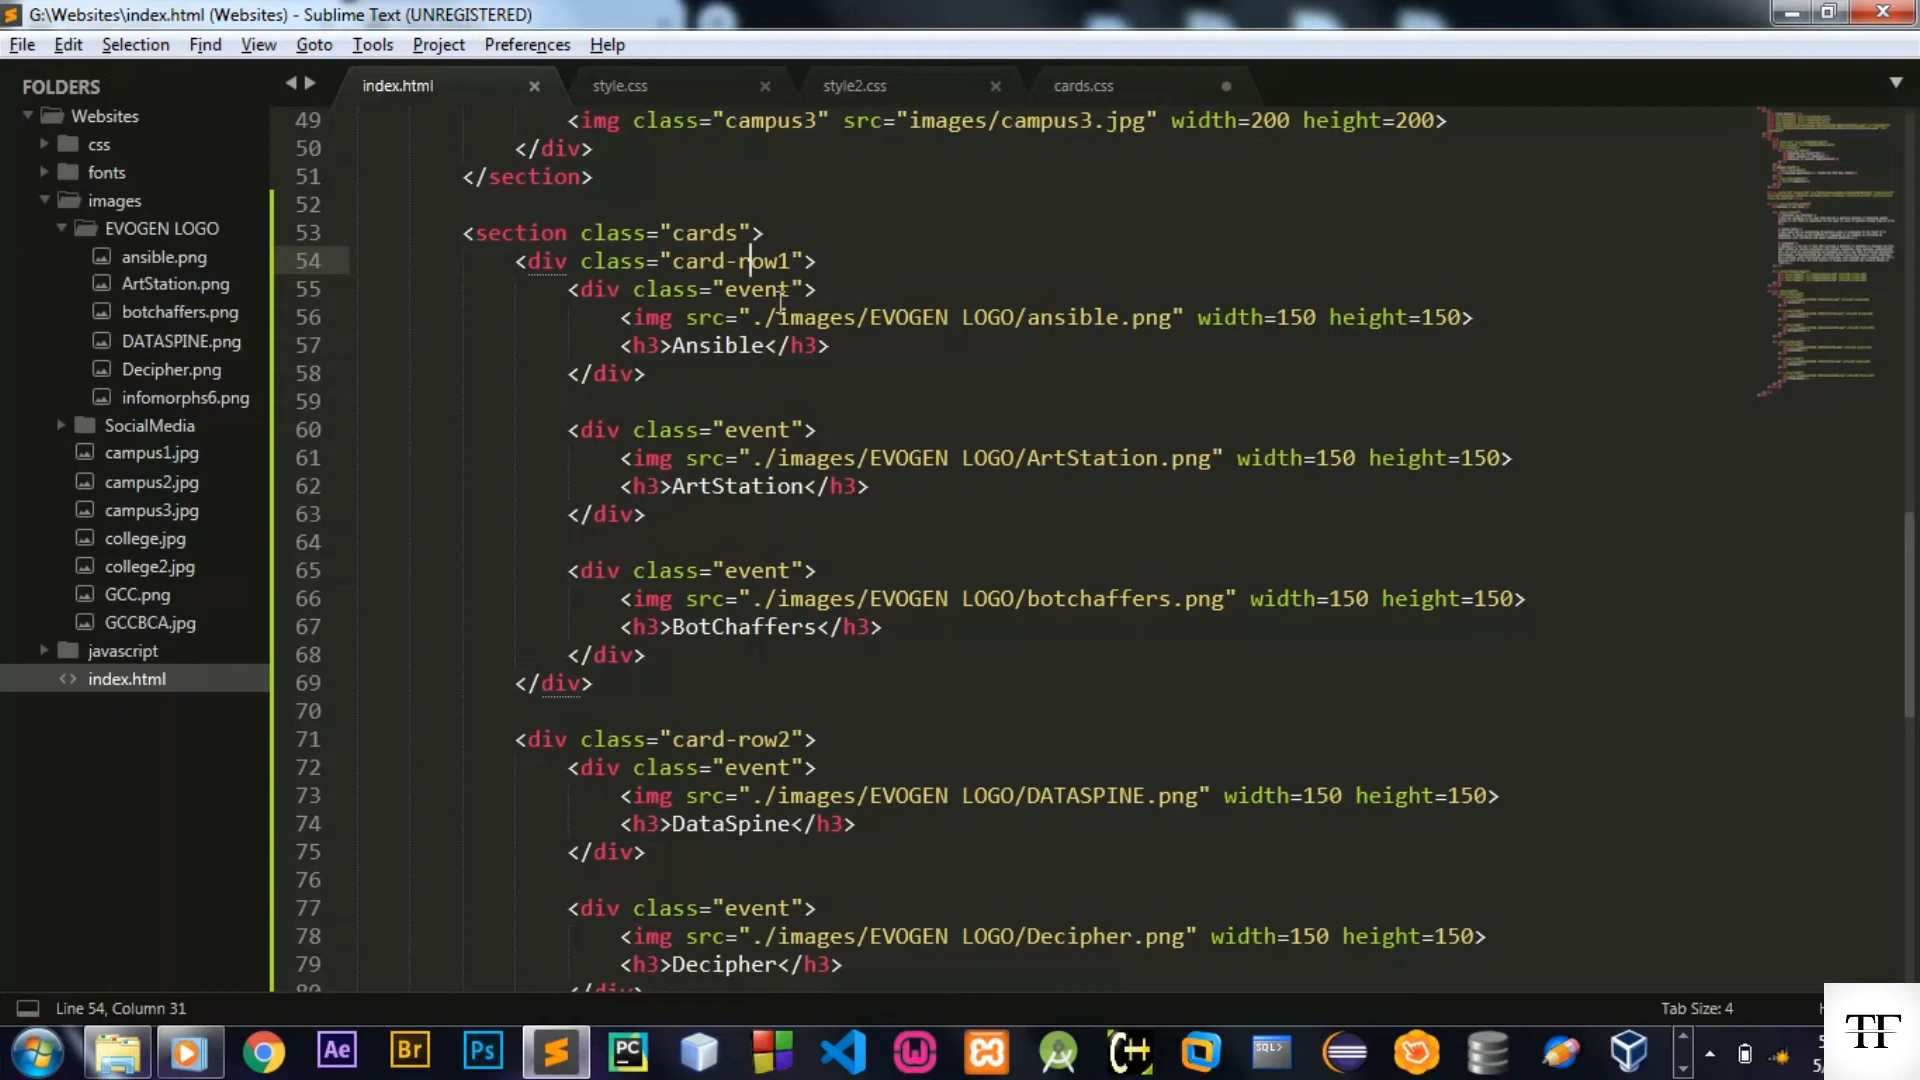 G:\Websites\index.html (Websites) - Sublime Text (UNREGISTERED)
File Edit Selection Find View Goto Tools Project Preferences Help
FOLDERS
Websites
css
fonts
images
EVOGEN LOGO
ansible.png
ArtStation.png
botchaffers.png
DATASPINE.png
Decipher.png
infomorphs6.png
SocialMedia
campus1.jpg
campus2.jpg
campus3.jpg
college.jpg
college2.jpg
GCC.png
GCCBCA.jpg
javascript
index.html
index.html style.css style2.css cards.css
49 <img class="campus3" src="images/campus3.jpg" width=200 height=200>
50 </div>
51 </section>
52
53 <section class="cards">
54 <div class="card-row1">
55 <div class="event">
56 <img src="./images/EVOGEN LOGO/ansible.png" width=150 height=150>
57 <h3>Ansible</h3>
58 </div>
59
60 <div class="event">
61 <img src="./images/EVOGEN LOGO/ArtStation.png" width=150 height=150>
62 <h3>ArtStation</h3>
63 </div>
64
65 <div class="event">
66 <img src="./images/EVOGEN LOGO/botchaffers.png" width=150 height=150>
67 <h3>BotChaffers</h3>
68 </div>
69 </div>
70
71 <div class="card-row2">
72 <div class="event">
73 <img src="./images/EVOGEN LOGO/DATASPINE.png" width=150 height=150>
74 <h3>DataSpine</h3>
75 </div>
76
77 <div class="event">
78 <img src="./images/EVOGEN LOGO/Decipher.png" width=150 height=150>
79 <h3>Decipher</h3>
80 </div>
Line 54, Column 31
Tab Size: 4
Ae Br Ps PC C++ SQL>
TF